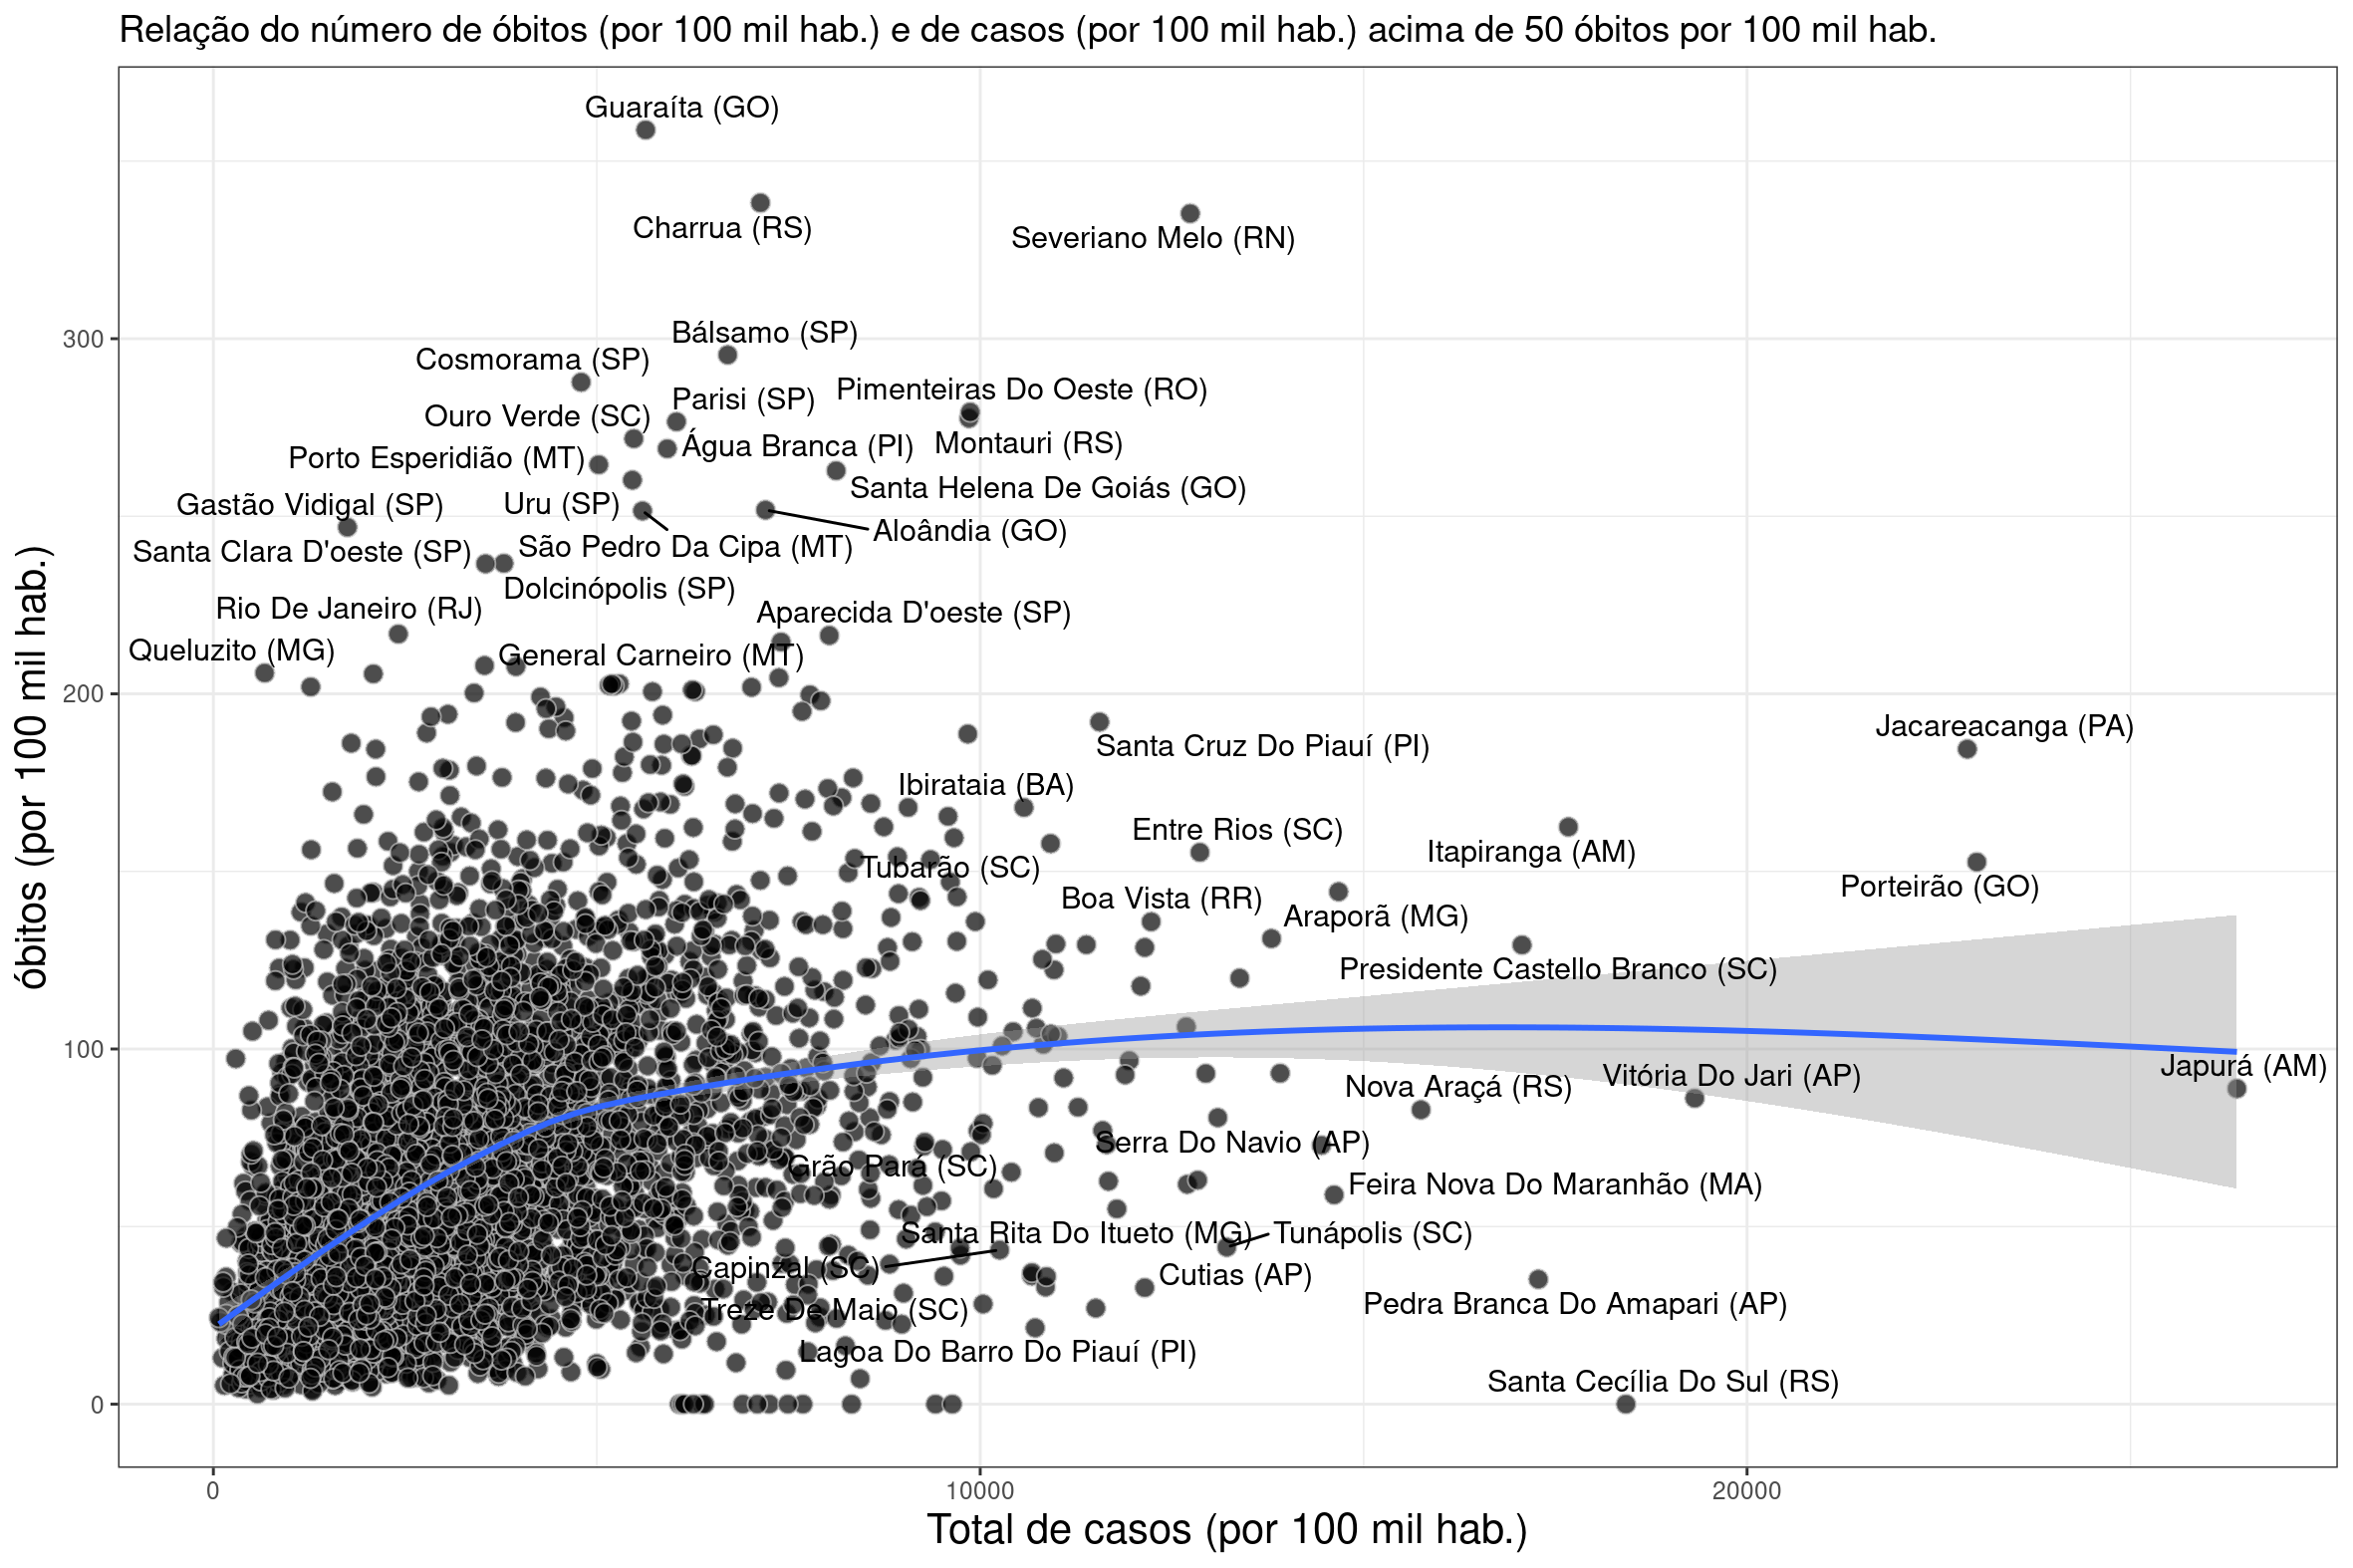 Relação do número de óbitos (por 100 mil hab.) e de casos (por 100 mil hab.) acima de 50 óbitos por 100 mil hab.
Guaraíta (GO)
Charrua (RS)
Severiano Melo (RN)
300
Bálsamo (SP)
Cosmorama (SP)
Pimenteiras Do Oeste (RO)
Parisi (SP)
Ouro Verde (SC)
Água Branca (PI)
Montauri (RS)
Porto Esperidião (MT)
Santa Helena De Goiás (GO)
Gastão Vidigal (SP)
Uru (SP)
Aloândia (GO)
São Pedro Da Cipa (MT)
Santa Clara D'oeste (SP)
Dolcinópolis (SP)
Rio De Janeiro (RJ)
Aparecida D'oeste (SP)
Queluzito (MG)
General Carneiro (MT)
200
Jacareacanga (PA)
Santa Cruz Do Piauí (PI)
Ibirataia (BA)
Entre Rios (SC)
Itapiranga (AM)
Tubarão (SC)
Porteirão (GO)
Boa Vista (RR)
Araporã (MG)
Presidente Castello Branco (SC)
100
Japurá (AM)
Vitória Do Jari (AP)
Nova Araçá (RS)
Serra Do Navio (AP)
Grão Pará (SC)
Feira Nova Do Maranhão (MA)
Santa Rita Do Itueto (MG)
Tunápolis (SC)
Capinzal (SC)
Cutias (AP)
Pedra Branca Do Amapari (AP)
Treze De Maio (SC)
Lagoa Do Barro Do Piauí (PI)
Santa Cecília Do Sul (RS)
0
óbitos (por 100 mil hab.)
0
10000
20000
Total de casos (por 100 mil hab.)